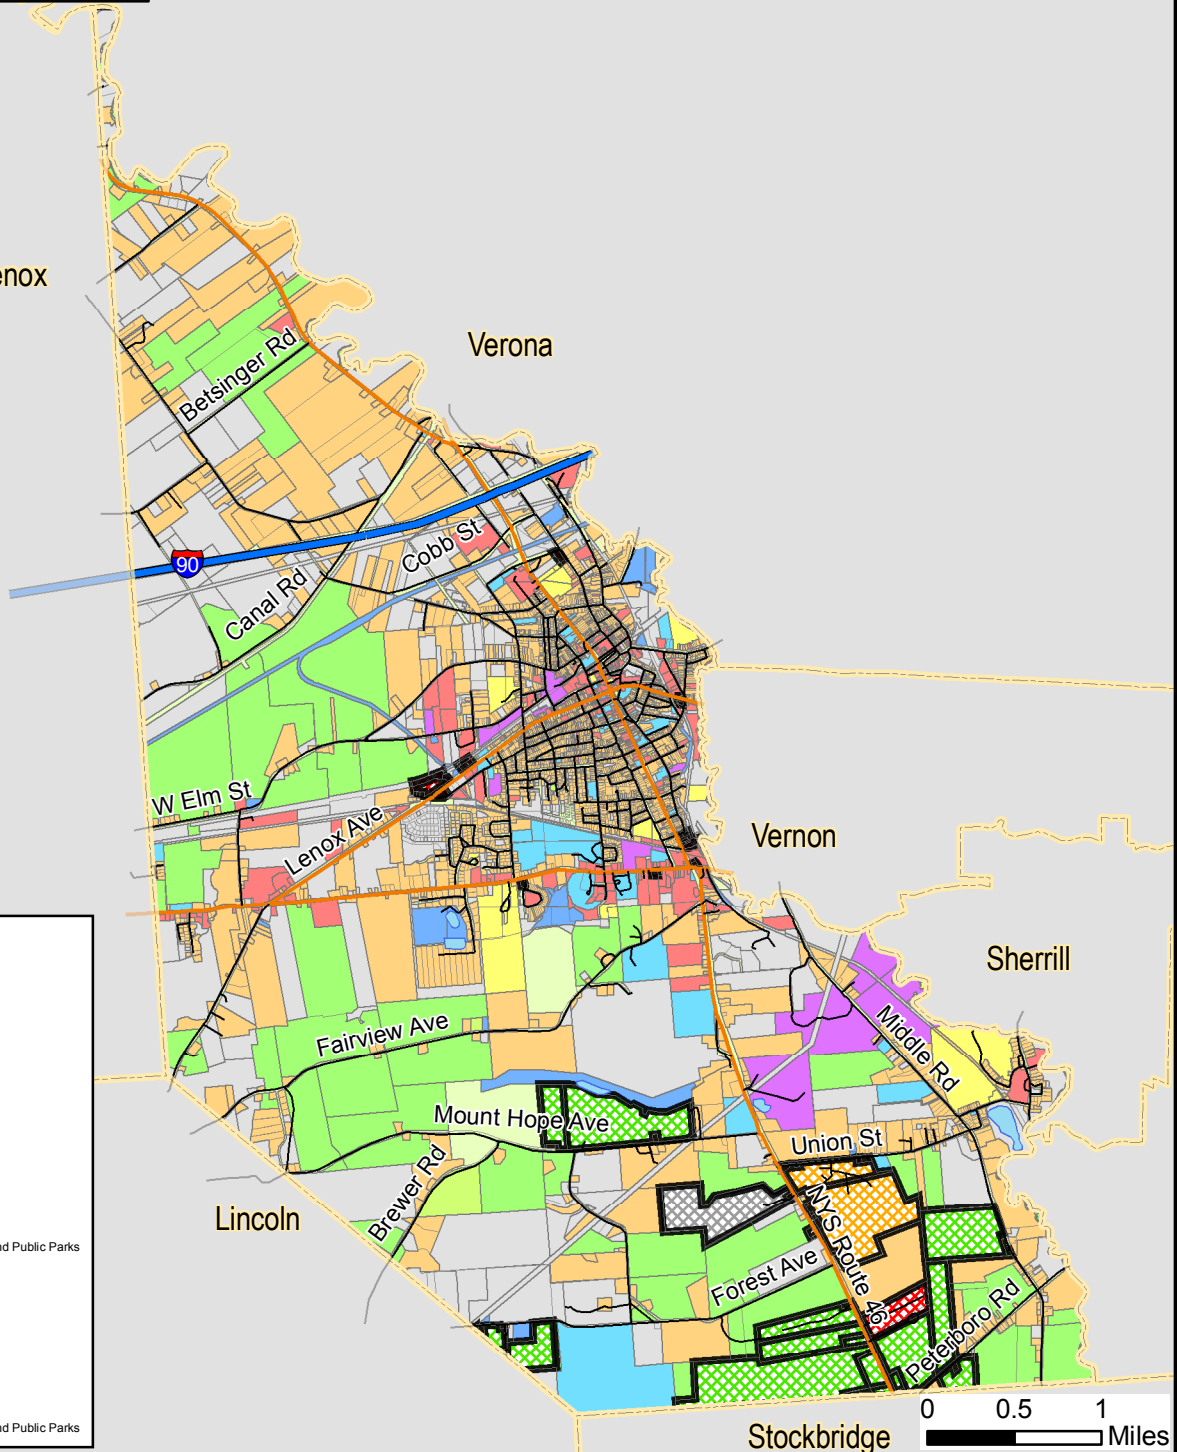 enox
Verona
Betsinger Rd
90
Cobb St
Canal Rd
W Elm St
Lenox Ave
Vernon
Sherrill
Fairview Ave
Middle Rd
Mount Hope Ave
Union St
Brewer Rd
Lincoln
NYS Route 46
nd Public Parks
Forest Ave
Peterboro Rd
0 0.5 1
Miles
nd Public Parks
Stockbridge